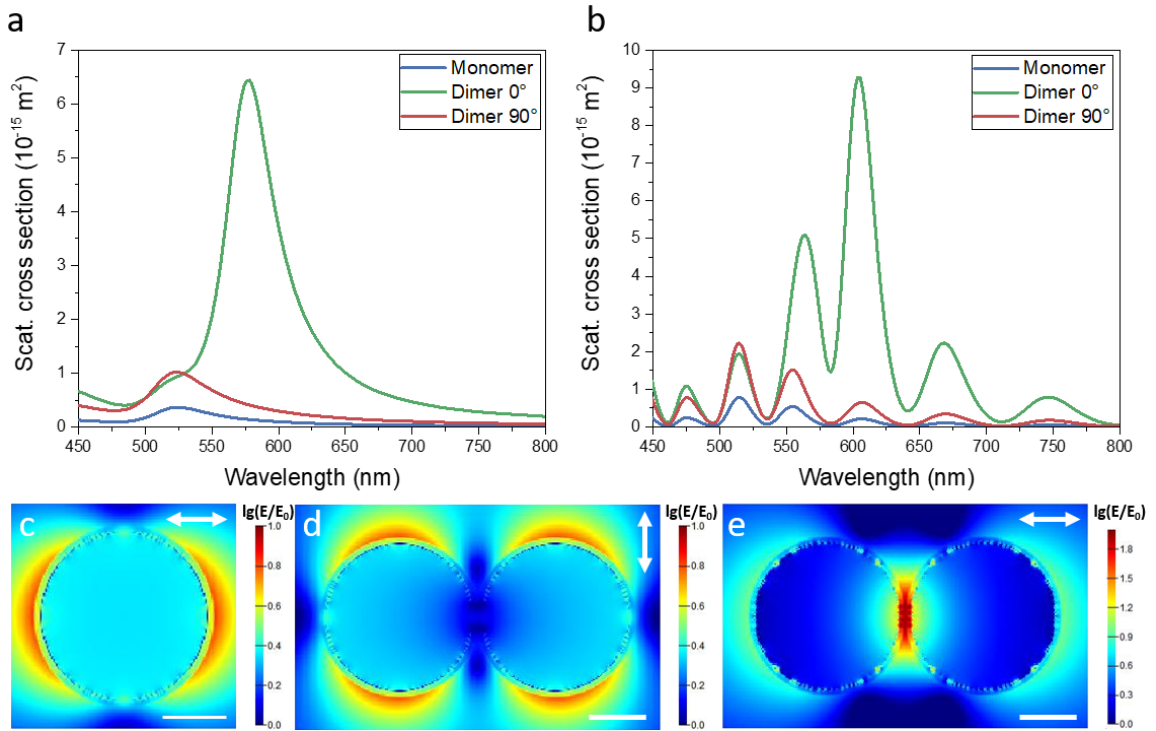 a
7
6
5
4
3
2
1
0
Scat. cross section (10⁻¹⁵ m²)
Monomer
Dimer 0°
Dimer 90°
450 500 550 600 650 700 750 800
Wavelength (nm)
b
10
9
8
7
6
5
4
3
2
1
0
Scat. cross section (10⁻¹⁵ m²)
Monomer
Dimer 0°
Dimer 90°
450 500 550 600 650 700 750 800
Wavelength (nm)
c
lg(E/E₀)
1.0
0.8
0.6
0.4
0.2
0.0
d
lg(E/E₀)
1.0
0.8
0.6
0.4
0.2
0.0
e
lg(E/E₀)
1.8
1.5
1.2
0.9
0.6
0.3
0.0